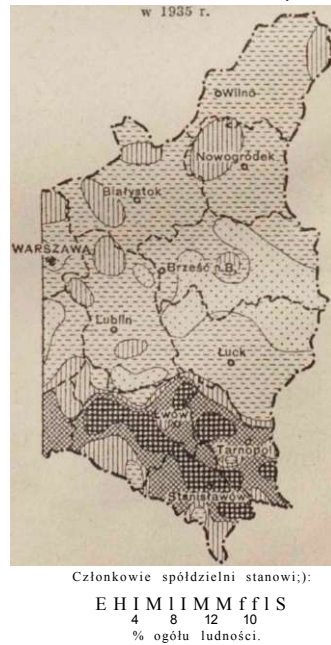 w 1935 r.
Wilno
Nowogródek
Białystok
WARSZAWA
Brześć n.B.
Lublin
Łuck
Lwów
Tarnopol
Stanisławów
Członkowie spółdzielni stanowi;):
E H I M l I M M f f l S
4 8 12 10
% ogółu ludności.